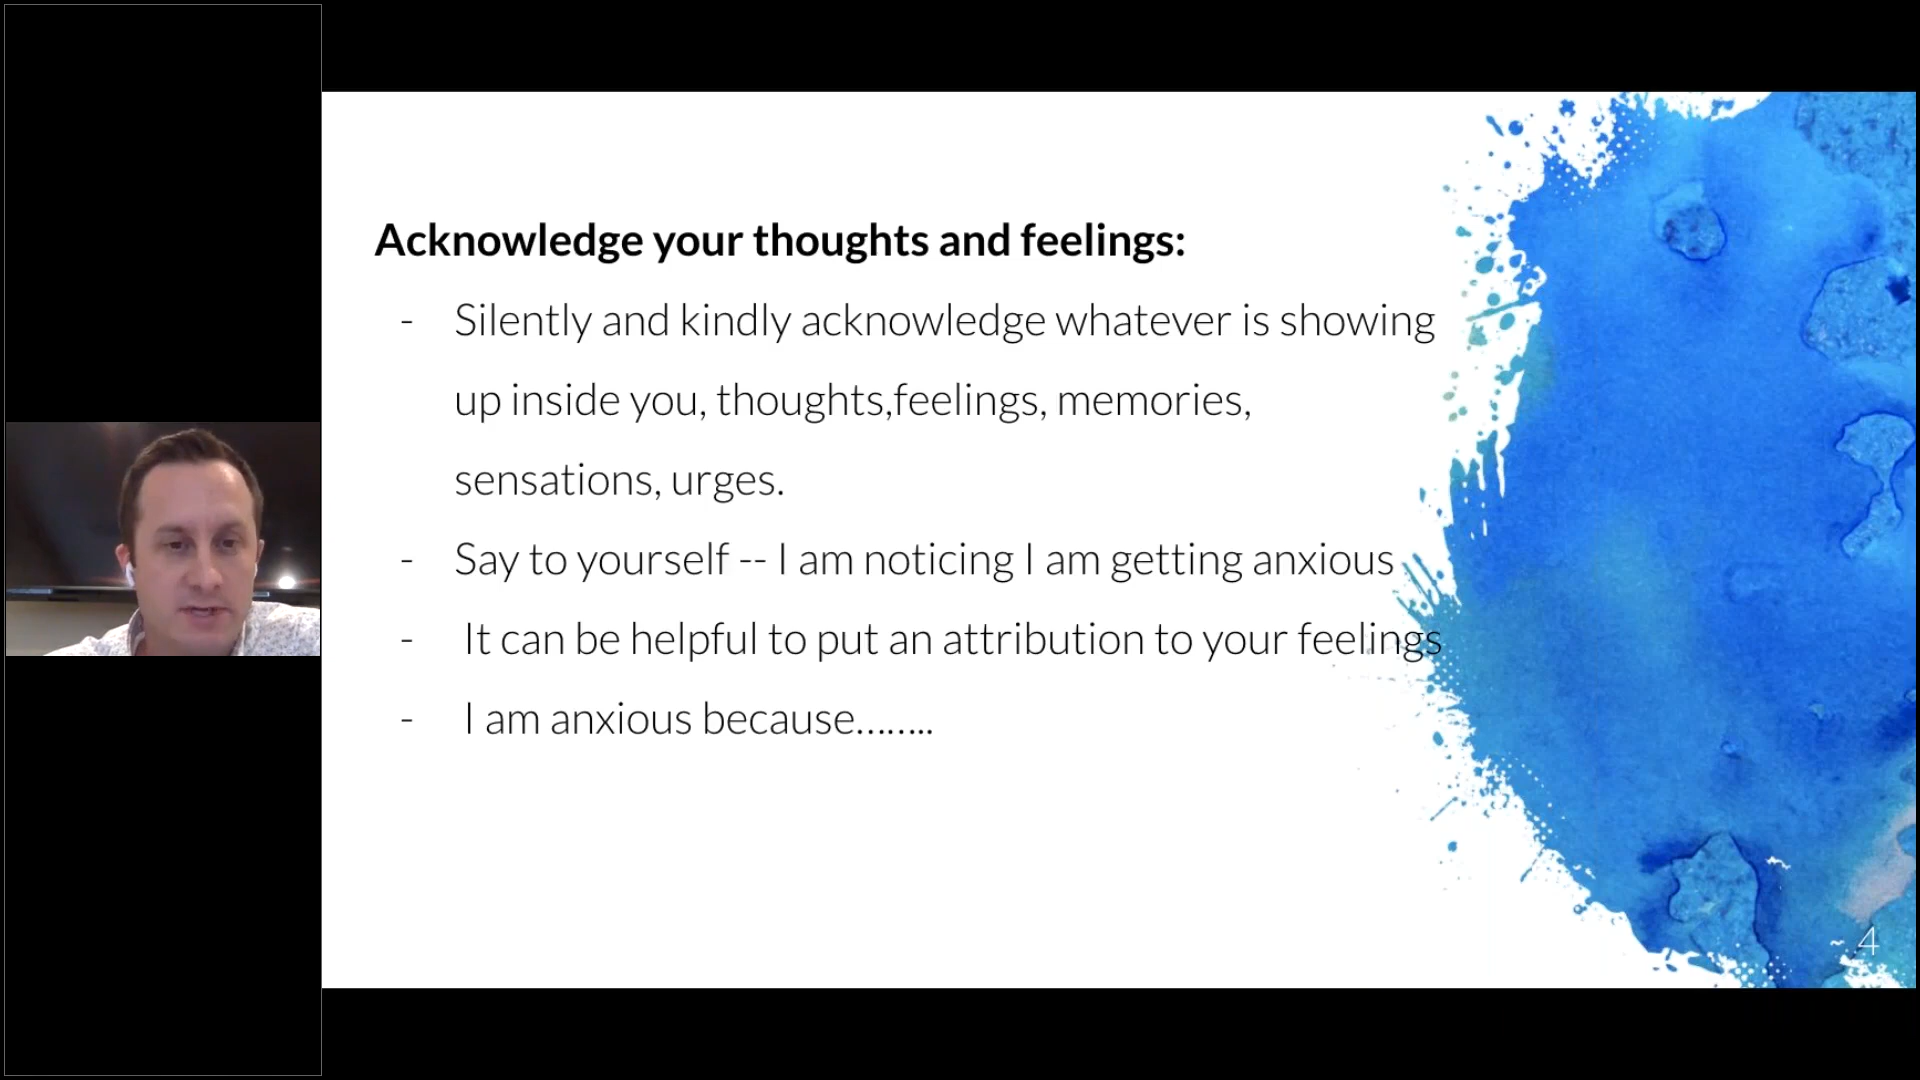 Acknowledge your thoughts and feelings:
- Silently and kindly acknowledge whatever is showing
up inside you, thoughts,feelings, memories,
sensations, urges.
- Say to yourself -- I am noticing I am getting anxious
- It can be helpful to put an attribution to your feelings
- I am anxious because........
4